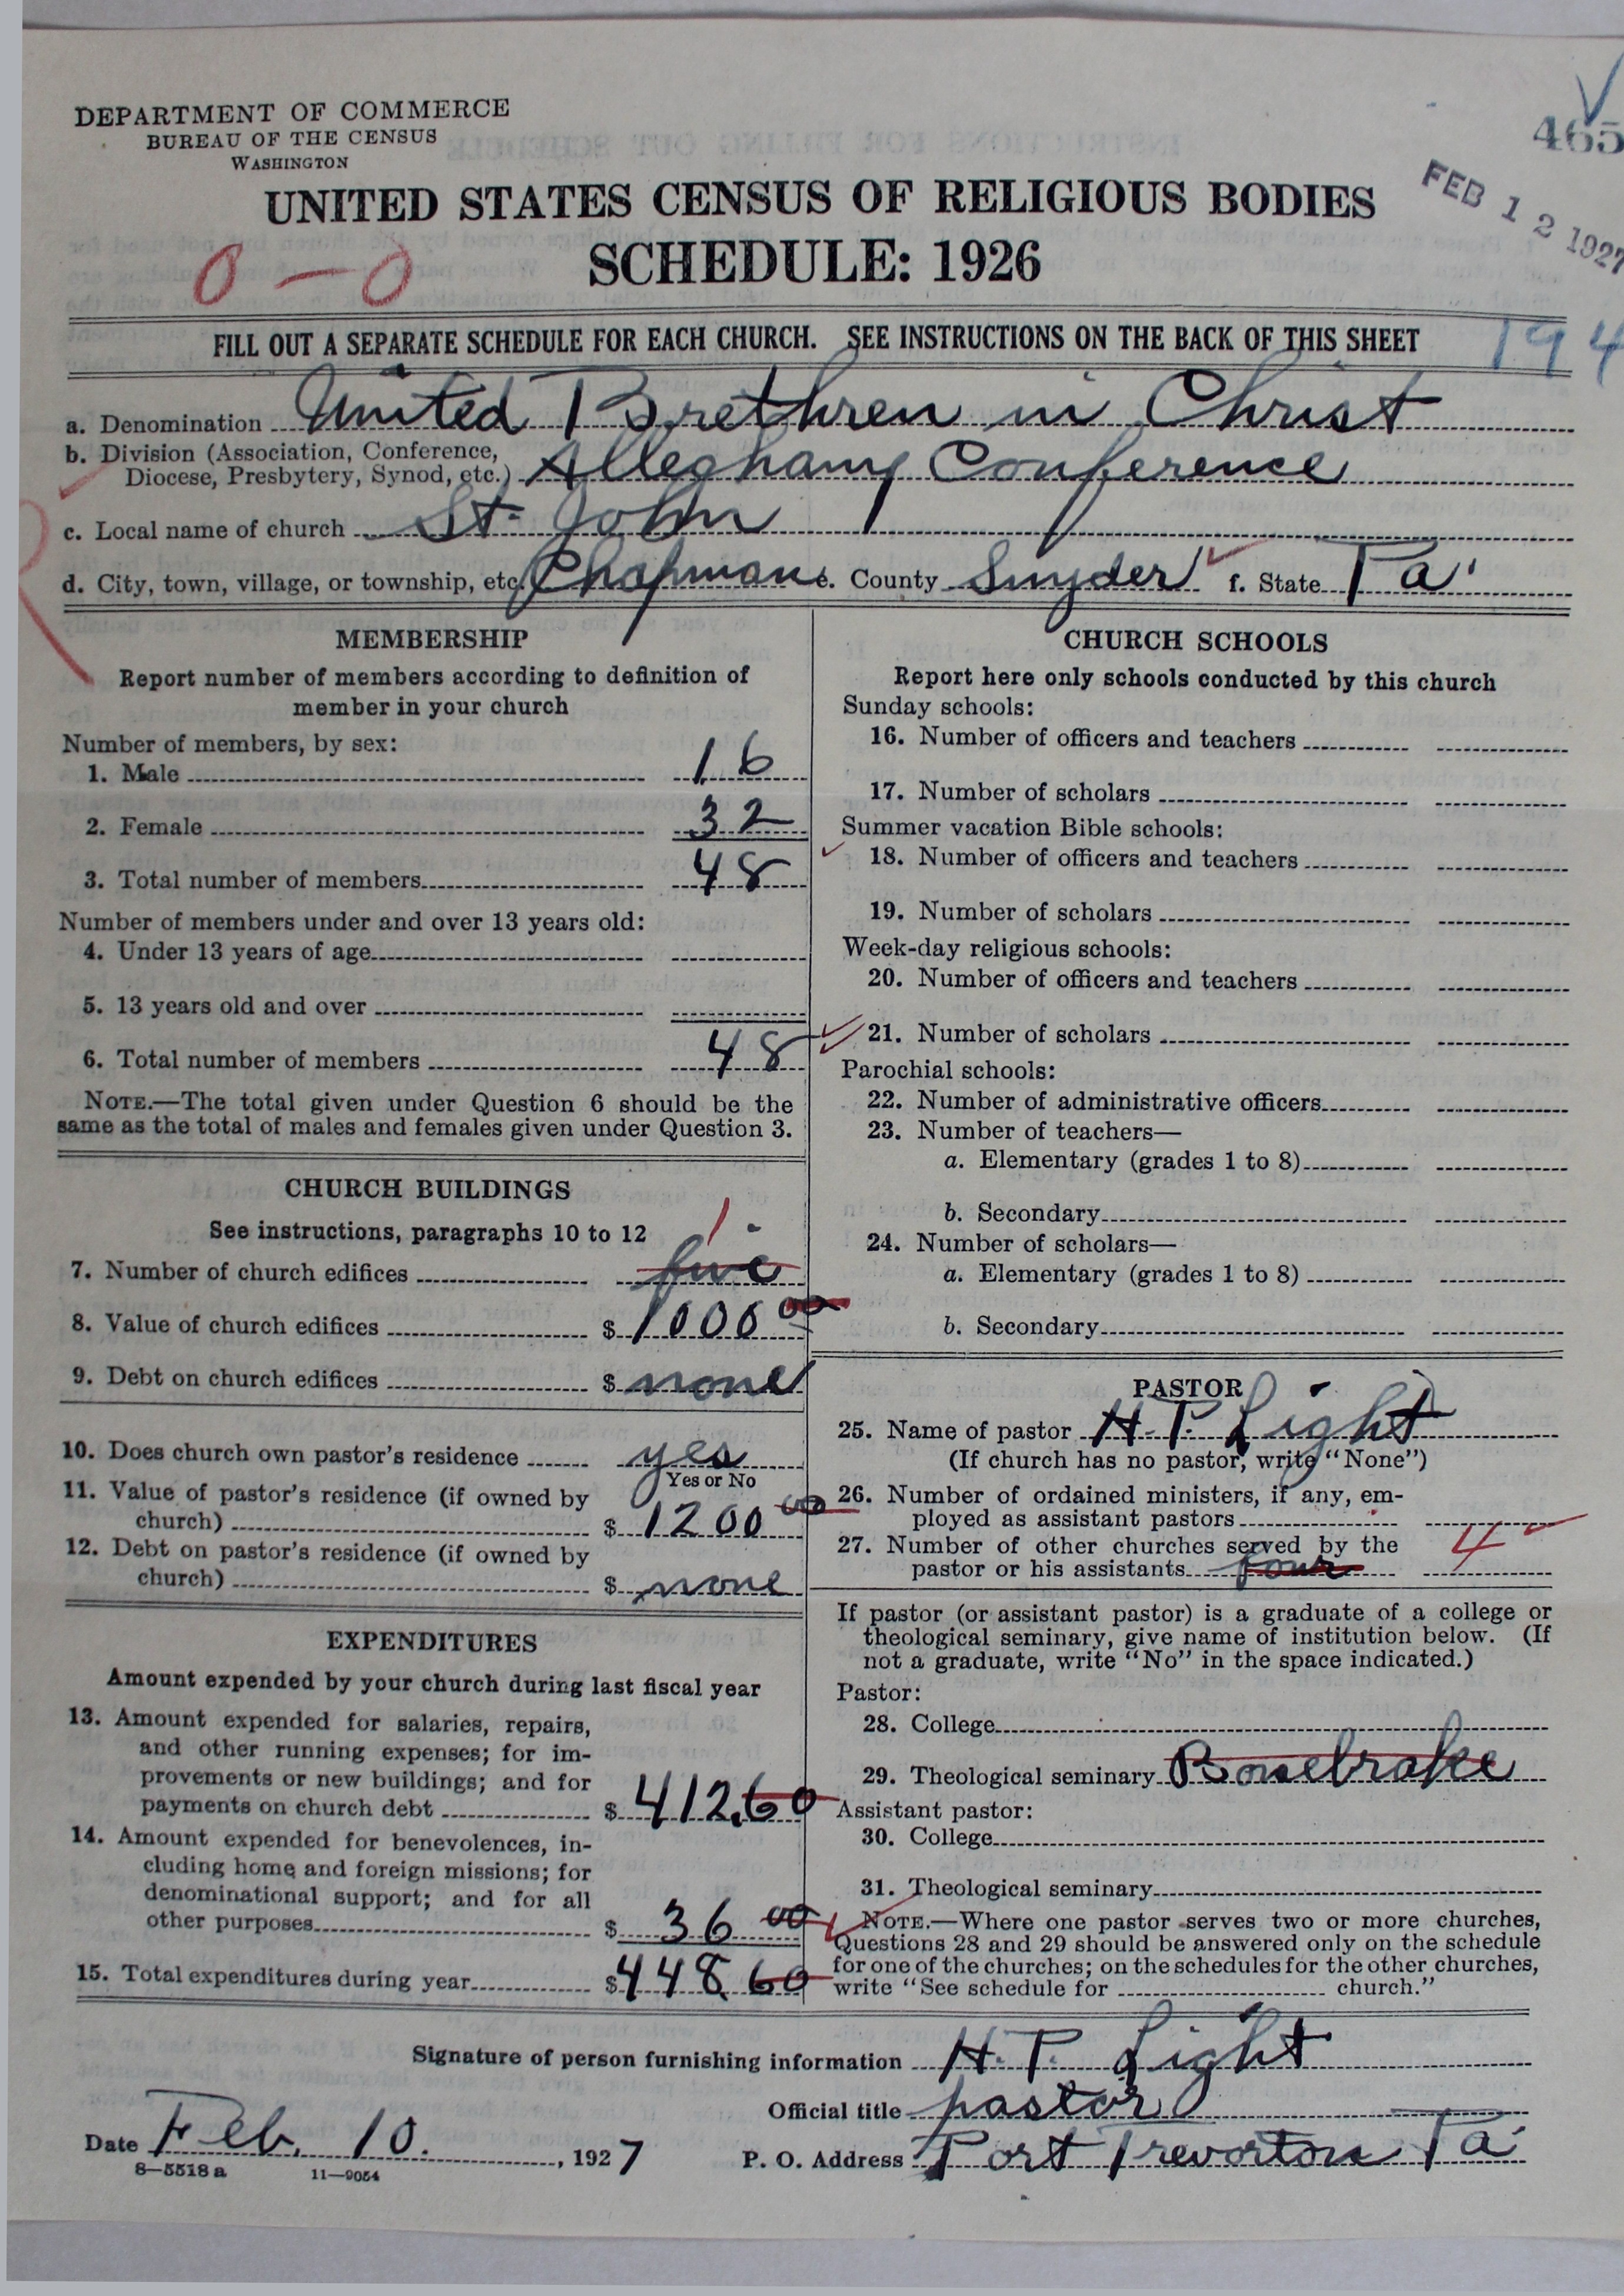 DEPARTMENT OF COMMERCE
BUREAU OF THE CENSUS
WASHINGTON
465
FEB 12 1927
UNITED STATES CENSUS OF RELIGIOUS BODIES
SCHEDULE: 1926
0 — 0
FILL OUT A SEPARATE SCHEDULE FOR EACH CHURCH. SEE INSTRUCTIONS ON THE BACK OF THIS SHEET
194
a. Denomination United Brethren in Christ
b. Division (Association, Conference,
Diocese, Presbytery, Synod, etc.) Alleghany Conference
c. Local name of church St. John
d. City, town, village, or township, etc. Chapman e. County Snyder f. State Pa.
MEMBERSHIP
Report number of members according to definition of
member in your church
Number of members, by sex:
1. Male 16
2. Female 32
3. Total number of members 48
Number of members under and over 13 years old:
4. Under 13 years of age
5. 13 years old and over
6. Total number of members 48
NOTE.—The total given under Question 6 should be the
same as the total of males and females given under Question 3.
CHURCH BUILDINGS
See instructions, paragraphs 10 to 12
1
7. Number of church edifices five
8. Value of church edifices $ 1000 00
9. Debt on church edifices $ none
10. Does church own pastor's residence yes
Yes or No
11. Value of pastor's residence (if owned by
church) $ 1200 00
12. Debt on pastor's residence (if owned by
church) $ none
EXPENDITURES
Amount expended by your church during last fiscal year
13. Amount expended for salaries, repairs,
and other running expenses; for im-
provements or new buildings; and for
payments on church debt $ 412.60
14. Amount expended for benevolences, in-
cluding home and foreign missions; for
denominational support; and for all
other purposes $ 36 00
15. Total expenditures during year $ 448.60
CHURCH SCHOOLS
Report here only schools conducted by this church
Sunday schools:
16. Number of officers and teachers
17. Number of scholars
Summer vacation Bible schools:
18. Number of officers and teachers
19. Number of scholars
Week-day religious schools:
20. Number of officers and teachers
21. Number of scholars
Parochial schools:
22. Number of administrative officers
23. Number of teachers—
a. Elementary (grades 1 to 8)
b. Secondary
24. Number of scholars—
a. Elementary (grades 1 to 8)
b. Secondary
PASTOR
25. Name of pastor H. P. Light
(If church has no pastor, write "None")
26. Number of ordained ministers, if any, em-
ployed as assistant pastors
27. Number of other churches served by the
pastor or his assistants four 4
If pastor (or assistant pastor) is a graduate of a college or
theological seminary, give name of institution below. (If
not a graduate, write "No" in the space indicated.)
Pastor:
28. College
29. Theological seminary Bonebrake
Assistant pastor:
30. College
31. Theological seminary
NOTE.—Where one pastor serves two or more churches,
Questions 28 and 29 should be answered only on the schedule
for one of the churches; on the schedules for the other churches,
write "See schedule for church."
Signature of person furnishing information H. P. Light
Official title pastor
Date Feb. 10. , 1927 P. O. Address Port Trevorton Pa.
8—5518a 11—9054